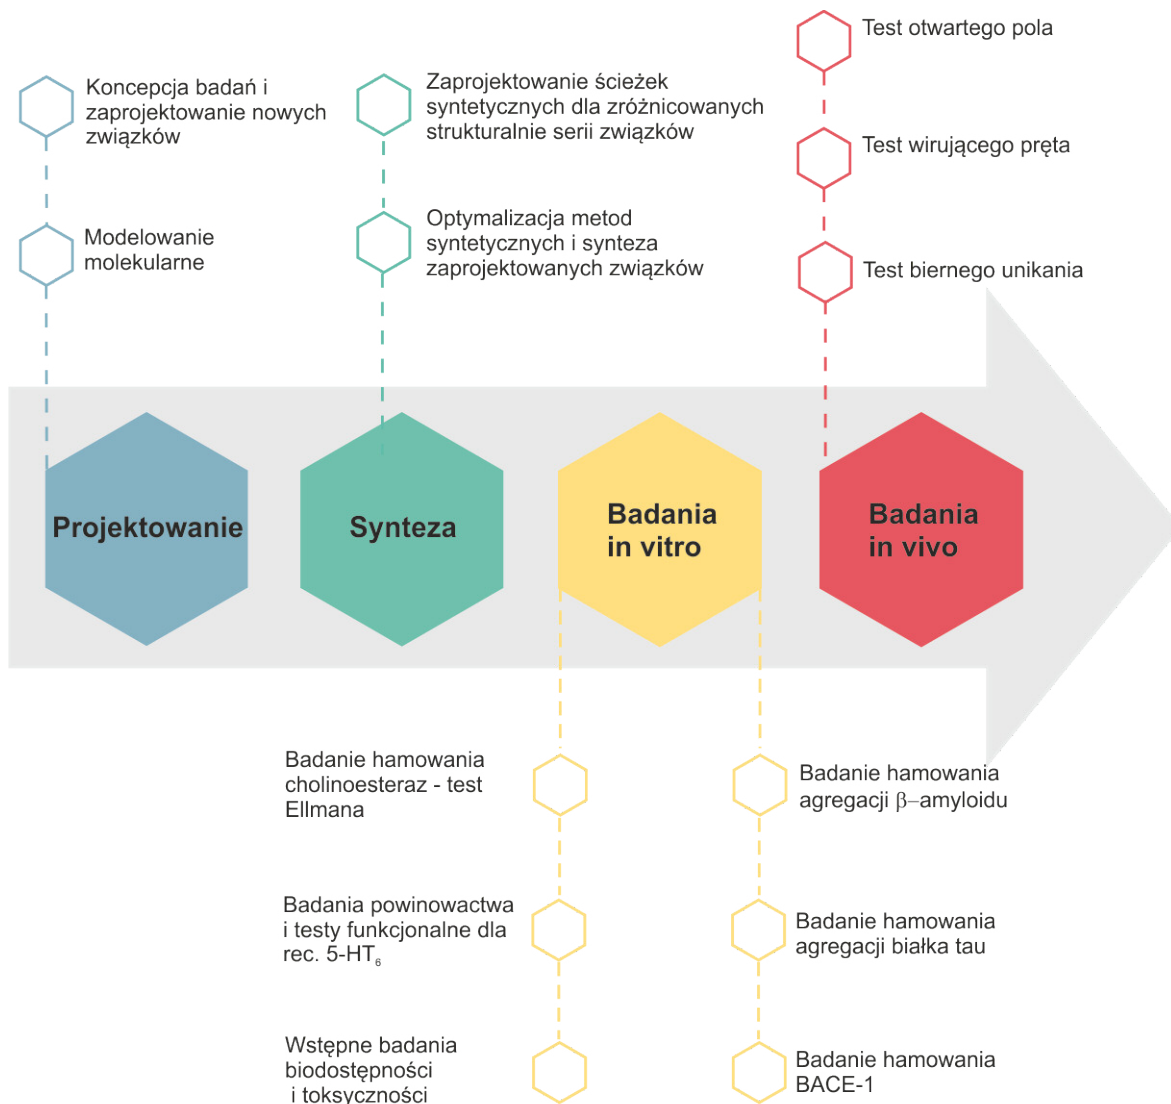 Koncepcja badań i
zaprojektowanie nowych
związków
Modelowanie
molekularne
Zaprojektowanie ścieżek
syntetycznych dla zróżnicowanych
strukturalnie serii związków
Optymalizacja metod
syntetycznych i synteza
zaprojektowanych związków
Test otwartego pola
Test wirującego pręta
Test biernego unikania
Projektowanie
Synteza
Badania
in vitro
Badania
in vivo
Badanie hamowania
cholinoesteraz - test
Ellmana
Badania powinowactwa
i testy funkcjonalne dla
rec. 5-HT₆
Wstępne badania
biodostępności
i toksyczności
Badanie hamowania
agregacji β–amyloidu
Badanie hamowania
agregacji białka tau
Badanie hamowania
BACE-1